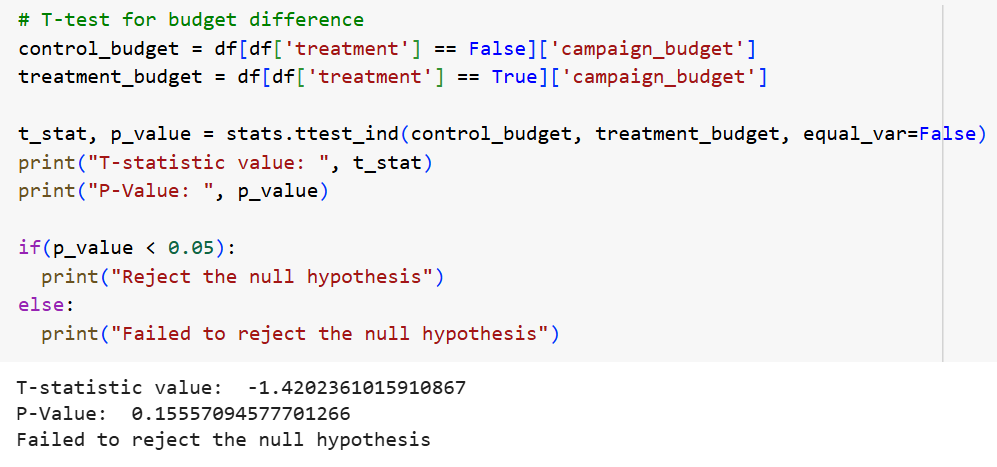 # T-test for budget difference
control_budget = df[df['treatment'] == False]['campaign_budget']
treatment_budget = df[df['treatment'] == True]['campaign_budget']
t_stat, p_value = stats.ttest_ind(control_budget, treatment_budget, equal_var=False)
print("T-statistic value: ", t_stat)
print("P-Value: ", p_value)
if(p_value < 0.05):
  print("Reject the null hypothesis")
else:
  print("Failed to reject the null hypothesis")
T-statistic value:  -1.4202361015910867
P-Value:  0.15557094577701266
Failed to reject the null hypothesis